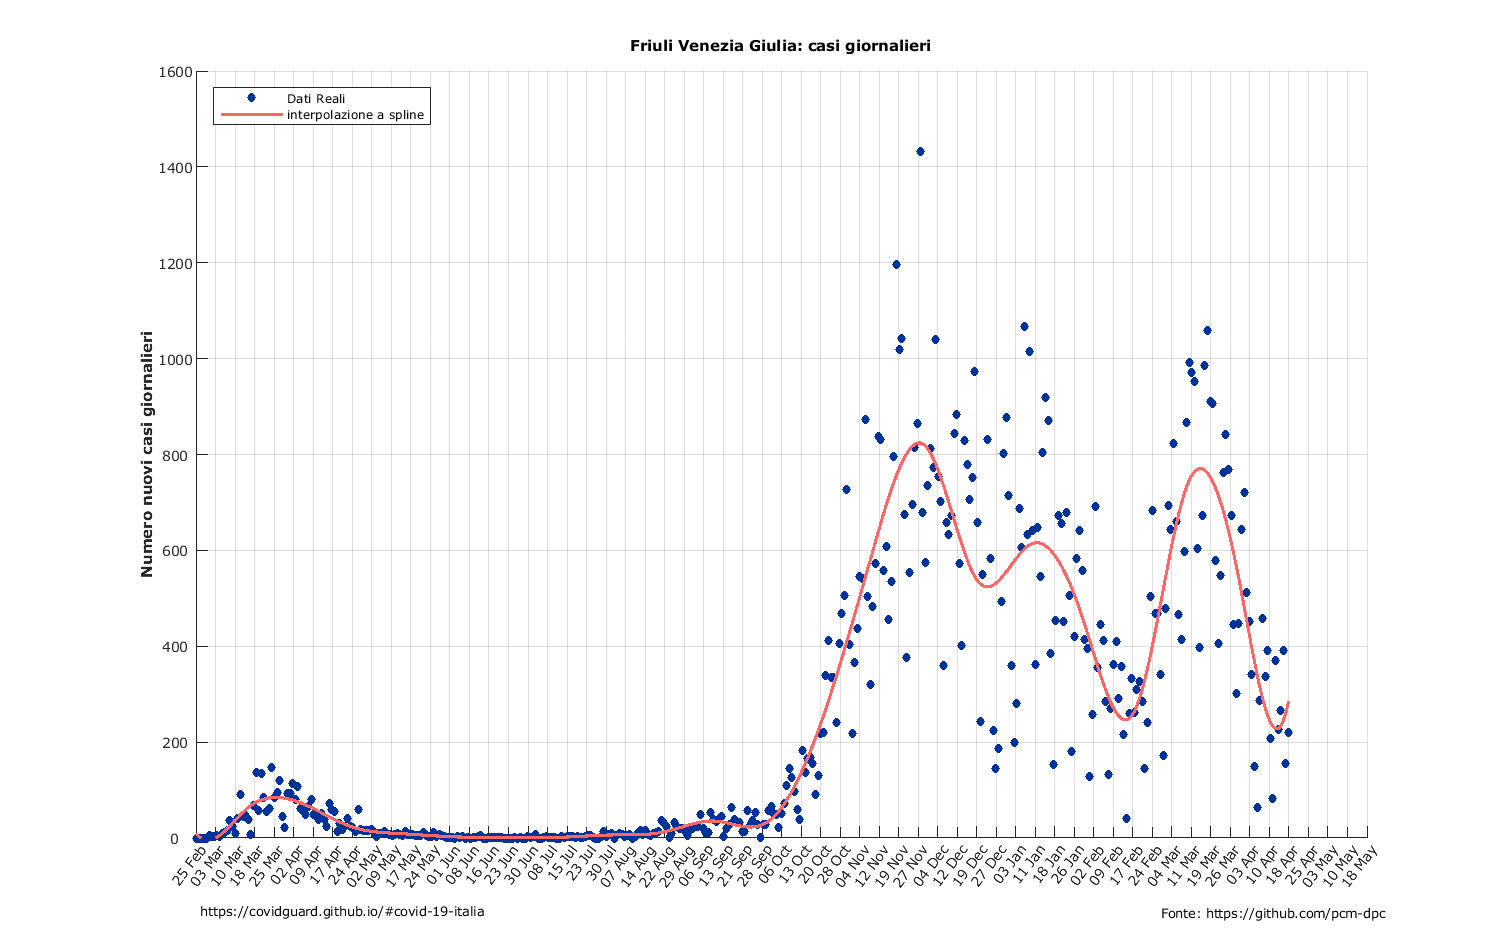 Friuli Venezia Giulia: casi giornalieri
Dati Reali
interpolazione a spline
Numero nuovi casi giornalieri
1600
1400
1200
1000
800
600
400
200
0
25 Feb
03 Mar
10 Mar
18 Mar
25 Mar
02 Apr
09 Apr
17 Apr
24 Apr
02 May
09 May
17 May
24 May
01 Jun
08 Jun
16 Jun
23 Jun
30 Jun
08 Jul
15 Jul
23 Jul
30 Jul
07 Aug
14 Aug
22 Aug
29 Aug
06 Sep
13 Sep
21 Sep
28 Sep
06 Oct
13 Oct
20 Oct
28 Oct
04 Nov
12 Nov
19 Nov
27 Nov
04 Dec
12 Dec
19 Dec
27 Dec
03 Jan
11 Jan
18 Jan
26 Jan
02 Feb
09 Feb
17 Feb
24 Feb
04 Mar
11 Mar
19 Mar
26 Mar
03 Apr
10 Apr
18 Apr
25 Apr
03 May
10 May
18 May
https://covidguard.github.io/#covid-19-italia
Fonte: https://github.com/pcm-dpc